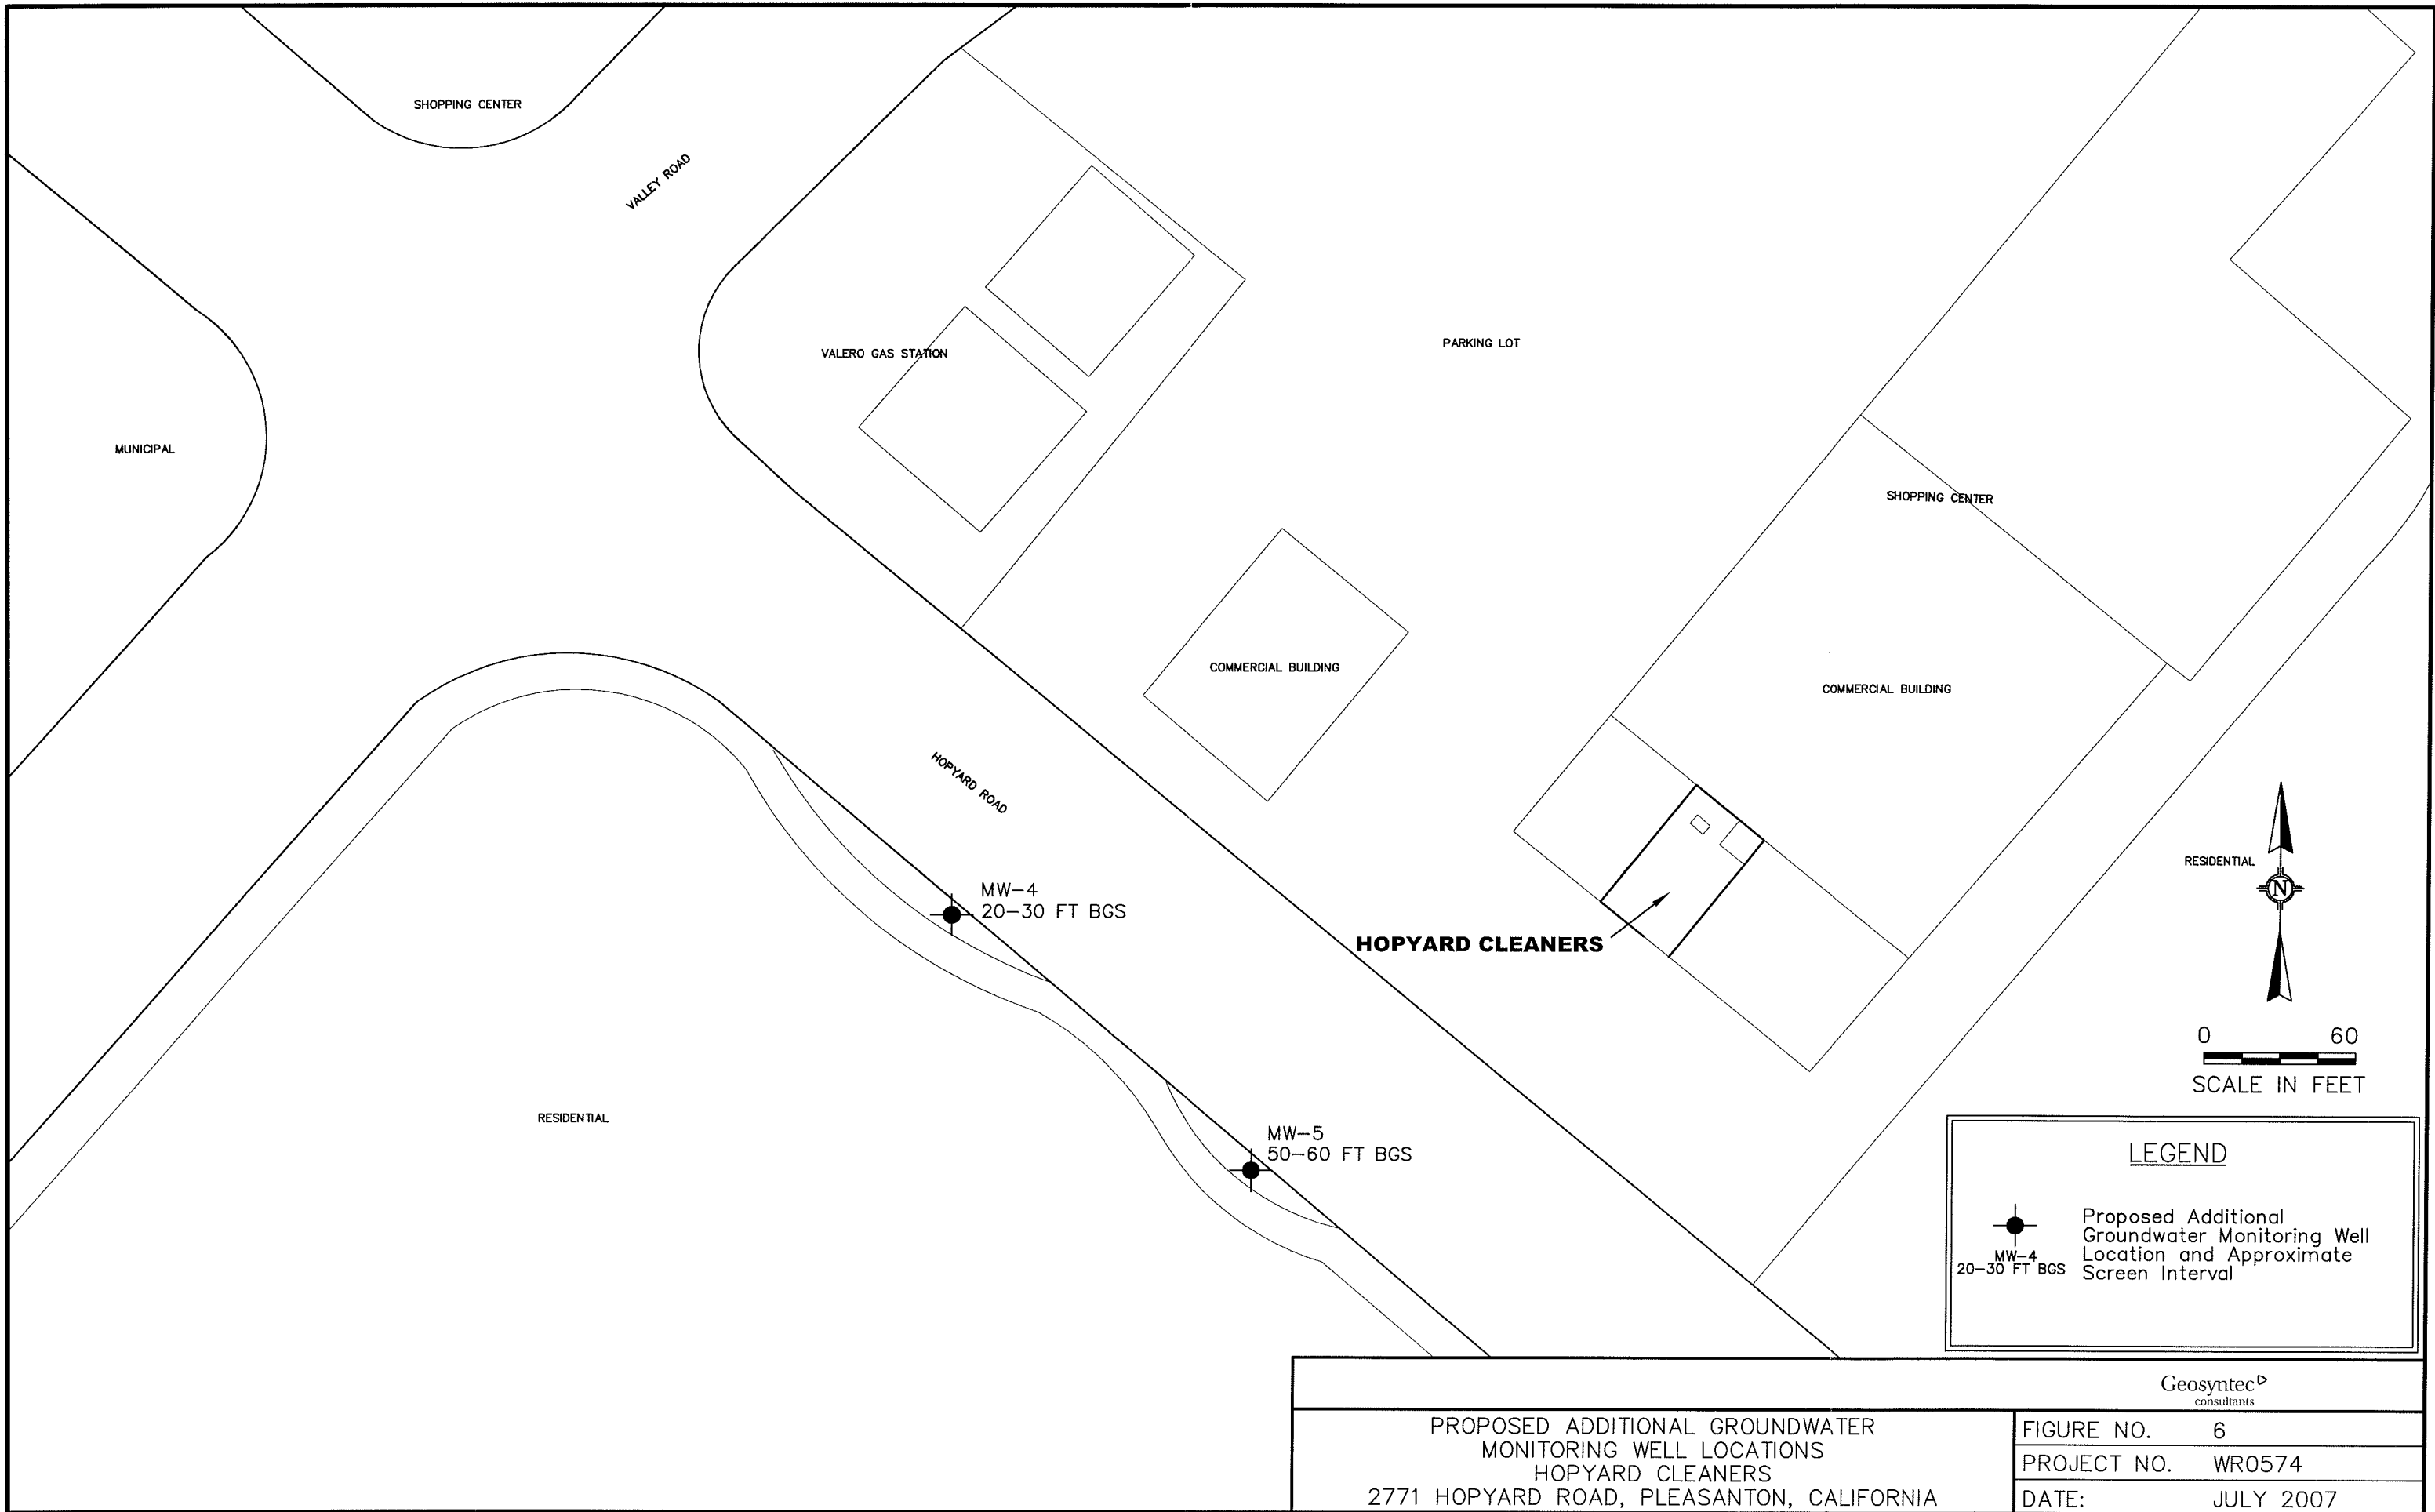 SHOPPING CENTER
VALLEY ROAD
VALERO GAS STATION
PARKING LOT
MUNICIPAL
SHOPPING CENTER
COMMERCIAL BUILDING
COMMERCIAL BUILDING
HOPYARD ROAD
RESIDENTIAL
N
MW-4
20-30 FT BGS
HOPYARD CLEANERS
0 60
SCALE IN FEET
RESIDENTIAL
MW-5
50-60 FT BGS
LEGEND
MW-4
20-30 FT BGS
Proposed Additional
Groundwater Monitoring Well
Location and Approximate
Screen Interval
Geosyntec
consultants
PROPOSED ADDITIONAL GROUNDWATER
MONITORING WELL LOCATIONS
HOPYARD CLEANERS
2771 HOPYARD ROAD, PLEASANTON, CALIFORNIA
FIGURE NO. 6
PROJECT NO. WR0574
DATE: JULY 2007